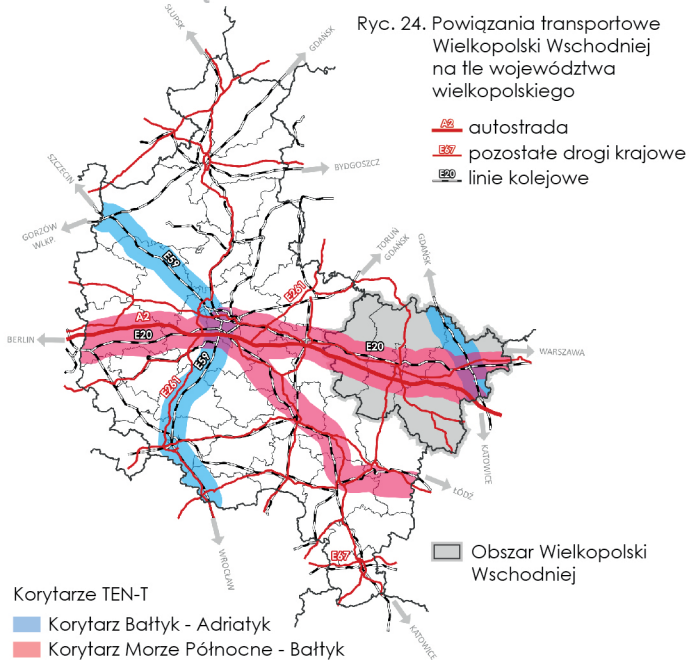 Ryc. 24. Powiązania transportowe
Wielkopolski Wschodniej
na tle województwa
wielkopolskiego
A2 autostrada
E67 pozostałe drogi krajowe
E20 linie kolejowe
SŁUPSK
GDAŃSK
SZCZECIN
BYDGOSZCZ
GORZÓW
WLKP.
TORUŃ
GDAŃSK
GDAŃSK
E59
E261
A2
BERLIN
E20
E20
WARSZAWA
E59
E261
KATOWICE
ŁÓDŹ
WROCŁAW
E67
KATOWICE
Obszar Wielkopolski
Wschodniej
Korytarze TEN-T
Korytarz Bałtyk - Adriatyk
Korytarz Morze Północne - Bałtyk